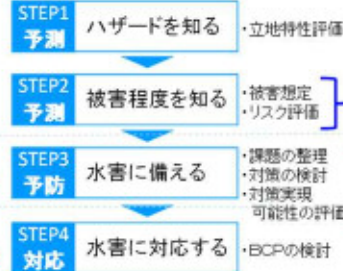 STEP1
予測
ハザードを知る
・立地特性評価
STEP2
予測
被害程度を知る
・被害想定
・リスク評価
STEP3
予防
水害に備える
・課題の整理
・対策の検討
・対策実現
可能性の評価
STEP4
対応
水害に対応する
・BCPの検討